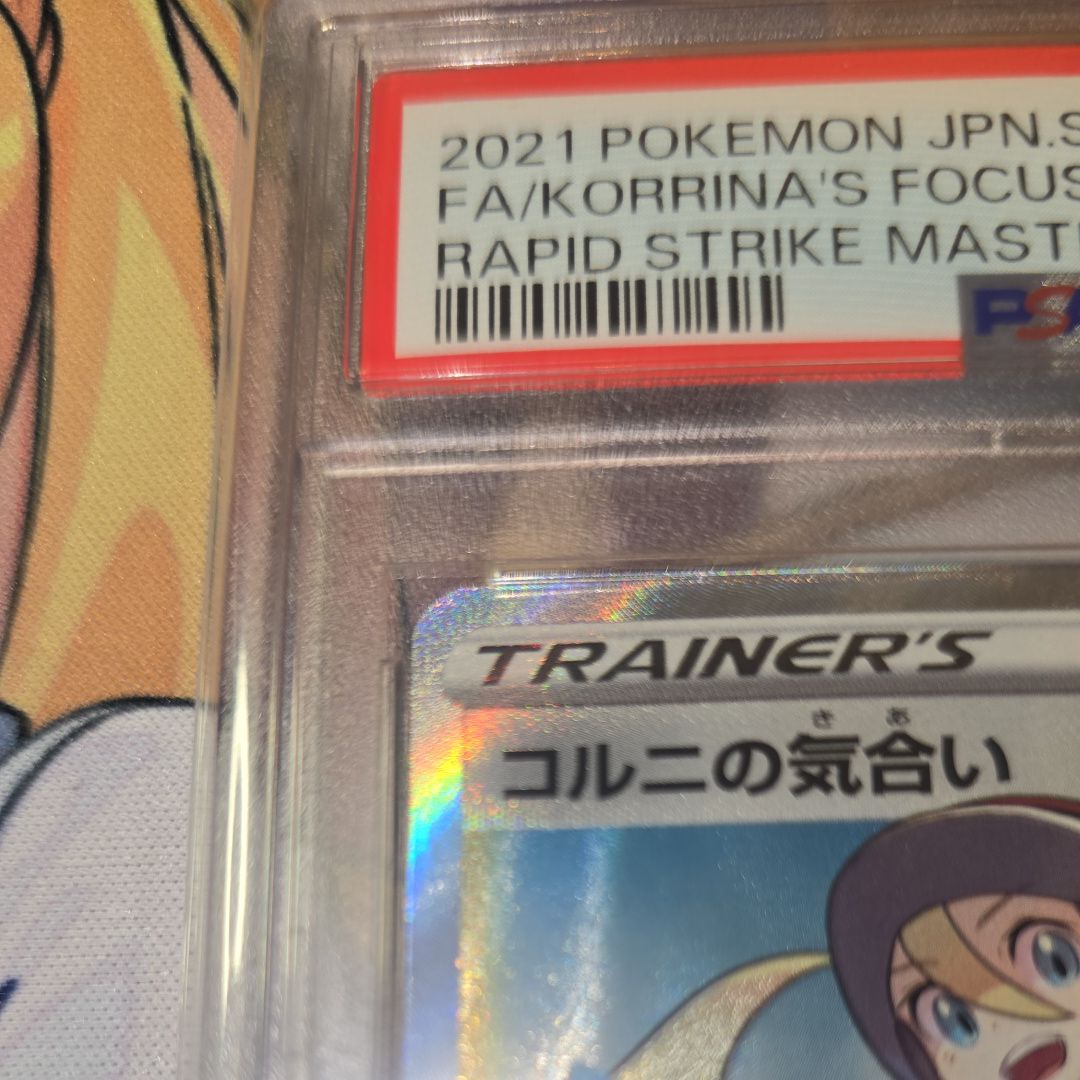 2021 POKEMON JPN.S
FA/KORRINA'S FOCUS
RAPID STRIKE MAST
PSA
TRAINER'S
きあ
コルニの気合い